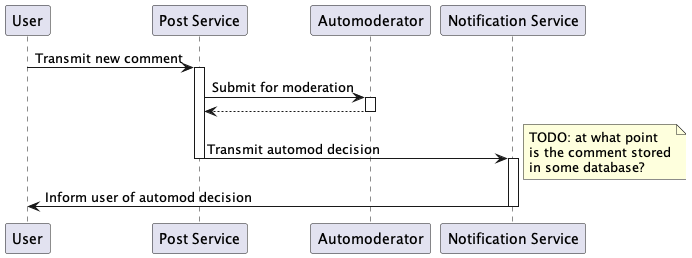 User
Post Service
Automoderator
Notification Service
Transmit new comment
Submit for moderation
Transmit automod decision
TODO: at what point
is the comment stored
in some database?
Inform user of automod decision
User
Post Service
Automoderator
Notification Service